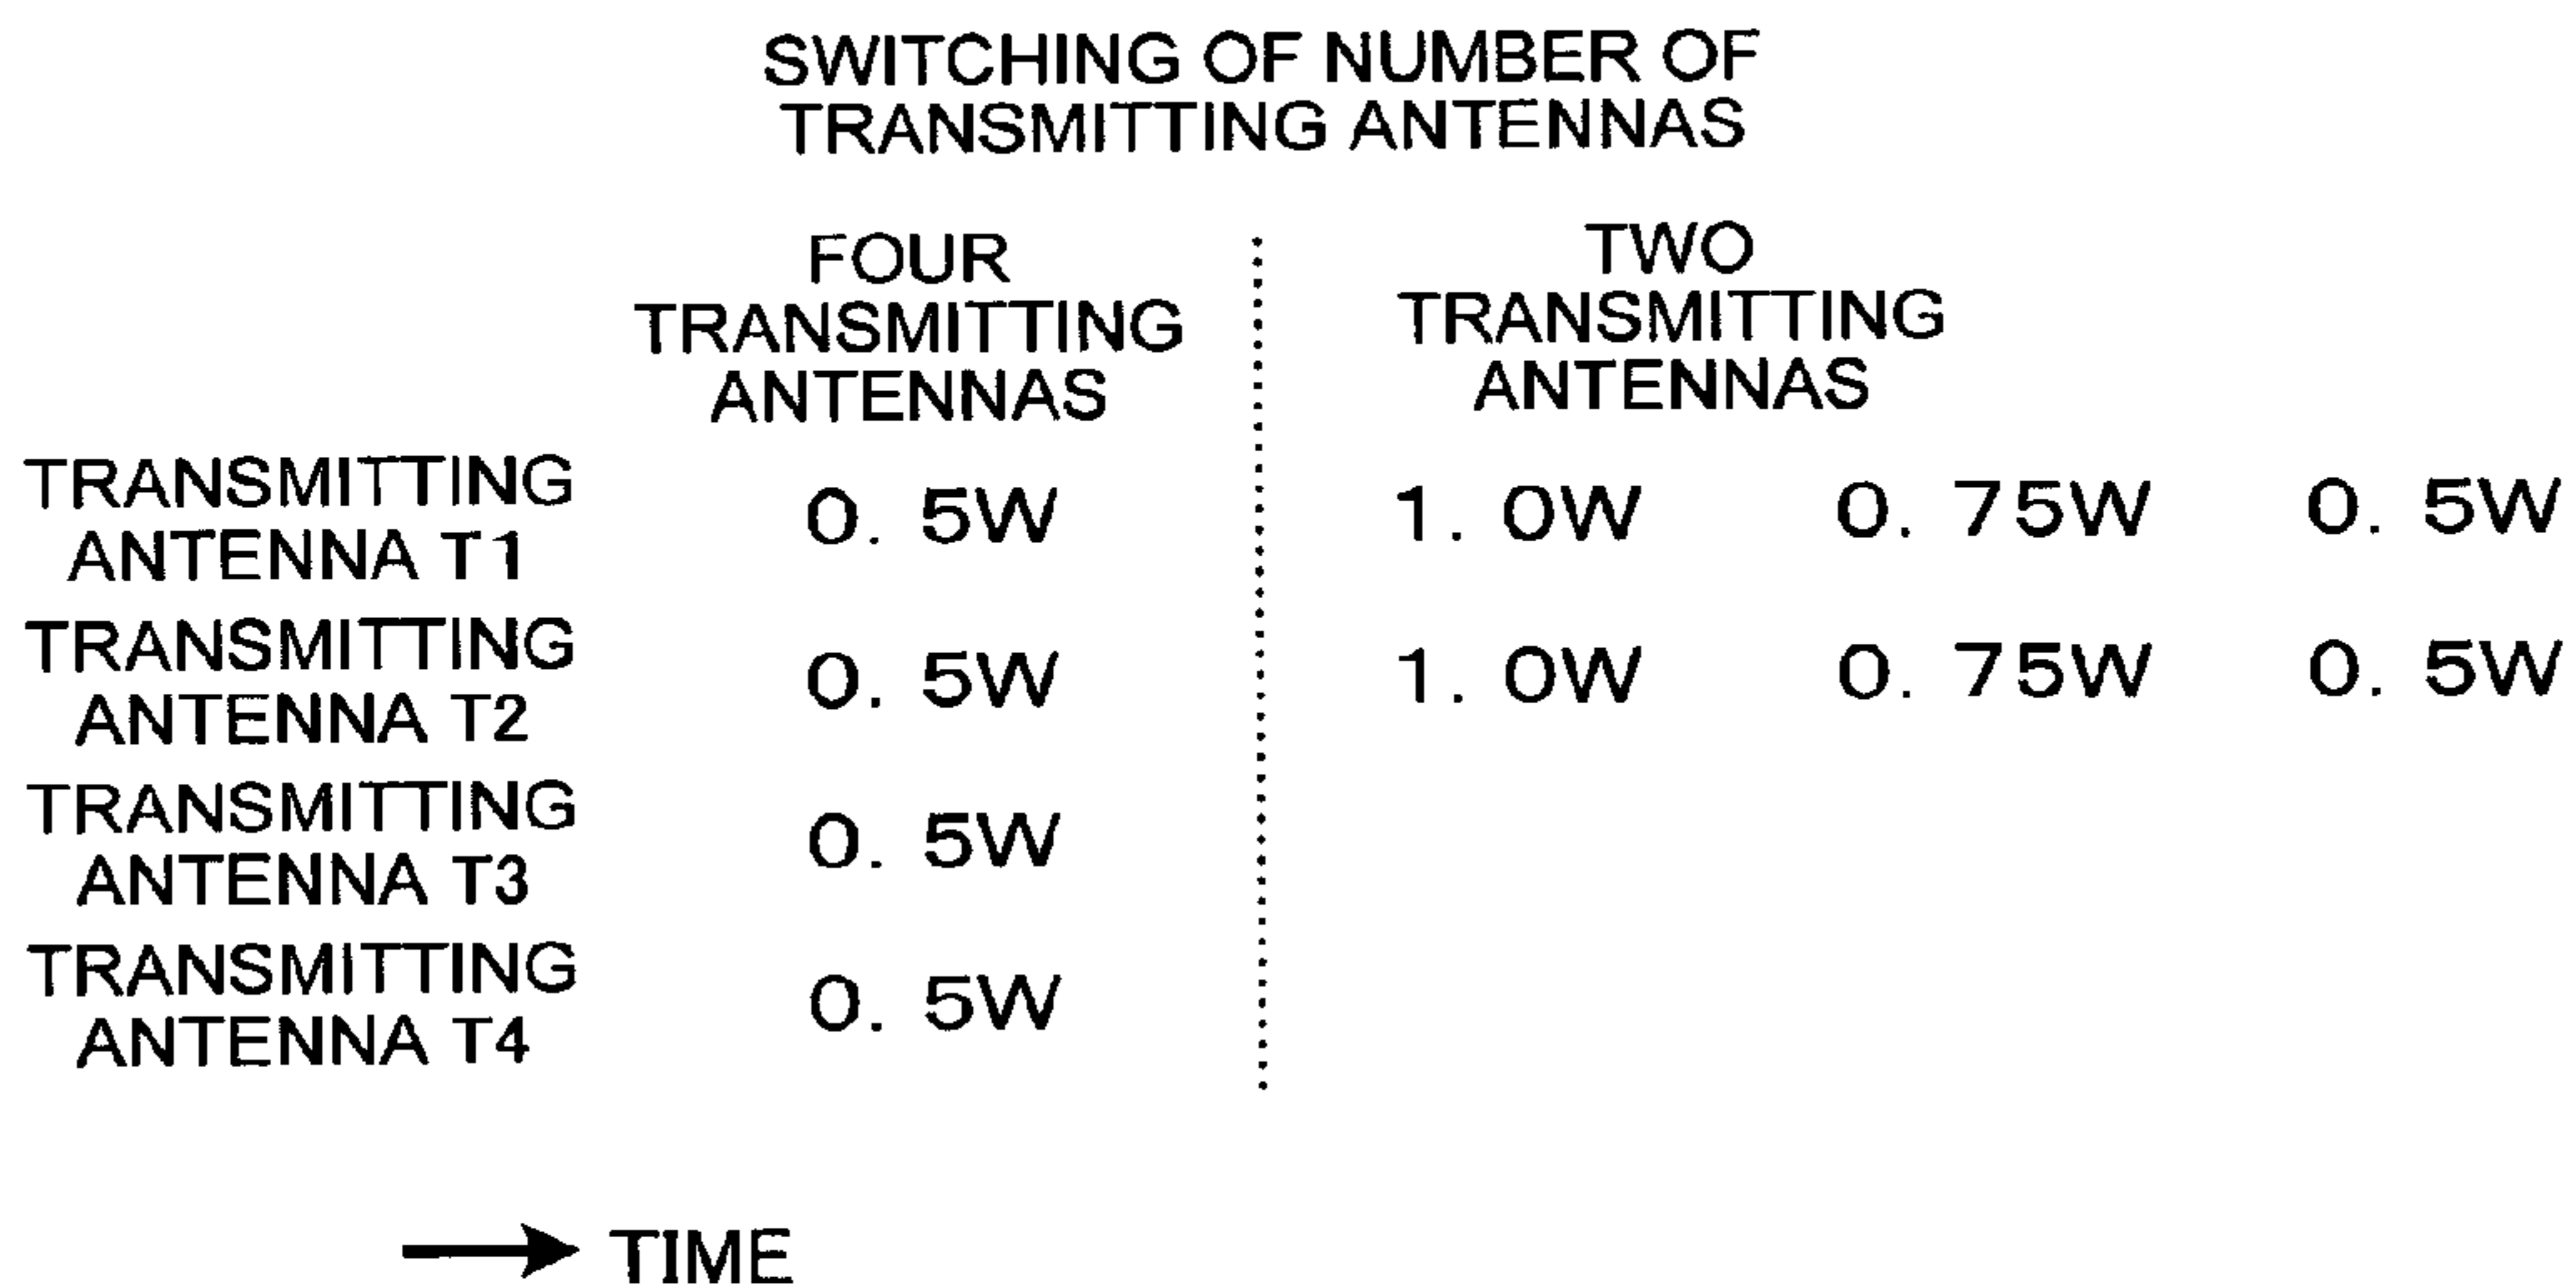 SWITCHING OF NUMBER OF
TRANSMITTING ANTENNAS
FOUR
TRANSMITTING
ANTENNAS
TWO
TRANSMITTING
ANTENNAS
TRANSMITTING
ANTENNA T1
0. 5W 1. 0W 0. 75W 0. 5W
TRANSMITTING
ANTENNA T2
0. 5W 1. 0W 0. 75W 0. 5W
TRANSMITTING
ANTENNA T3
0. 5W
TRANSMITTING
ANTENNA T4
0. 5W
TIME